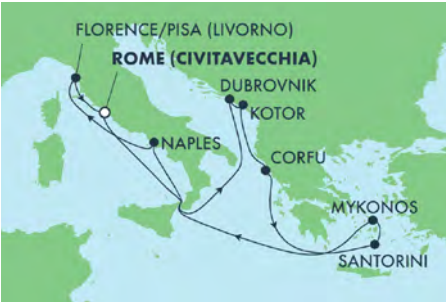 FLORENCE/PISA (LIVORNO)
ROME (CIVITAVECCHIA)
DUBROVNIK
KOTOR
NAPLES
CORFU
MYKONOS
SANTORINI